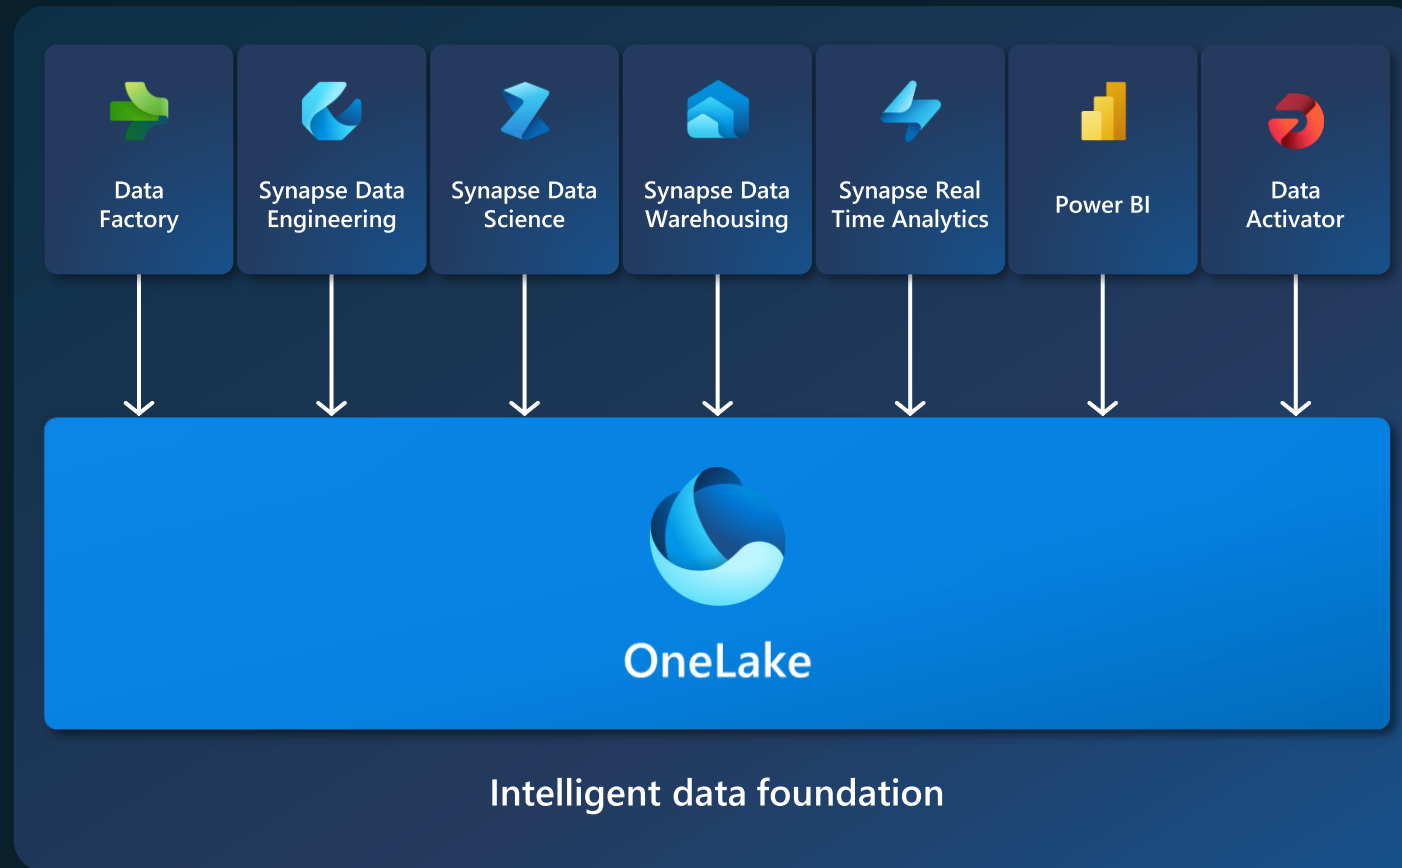 Data
Factory
Synapse Data
Engineering
Synapse Data
Science
Synapse Data
Warehousing
Synapse Real
Time Analytics
Power BI
Data
Activator
OneLake
Intelligent data foundation